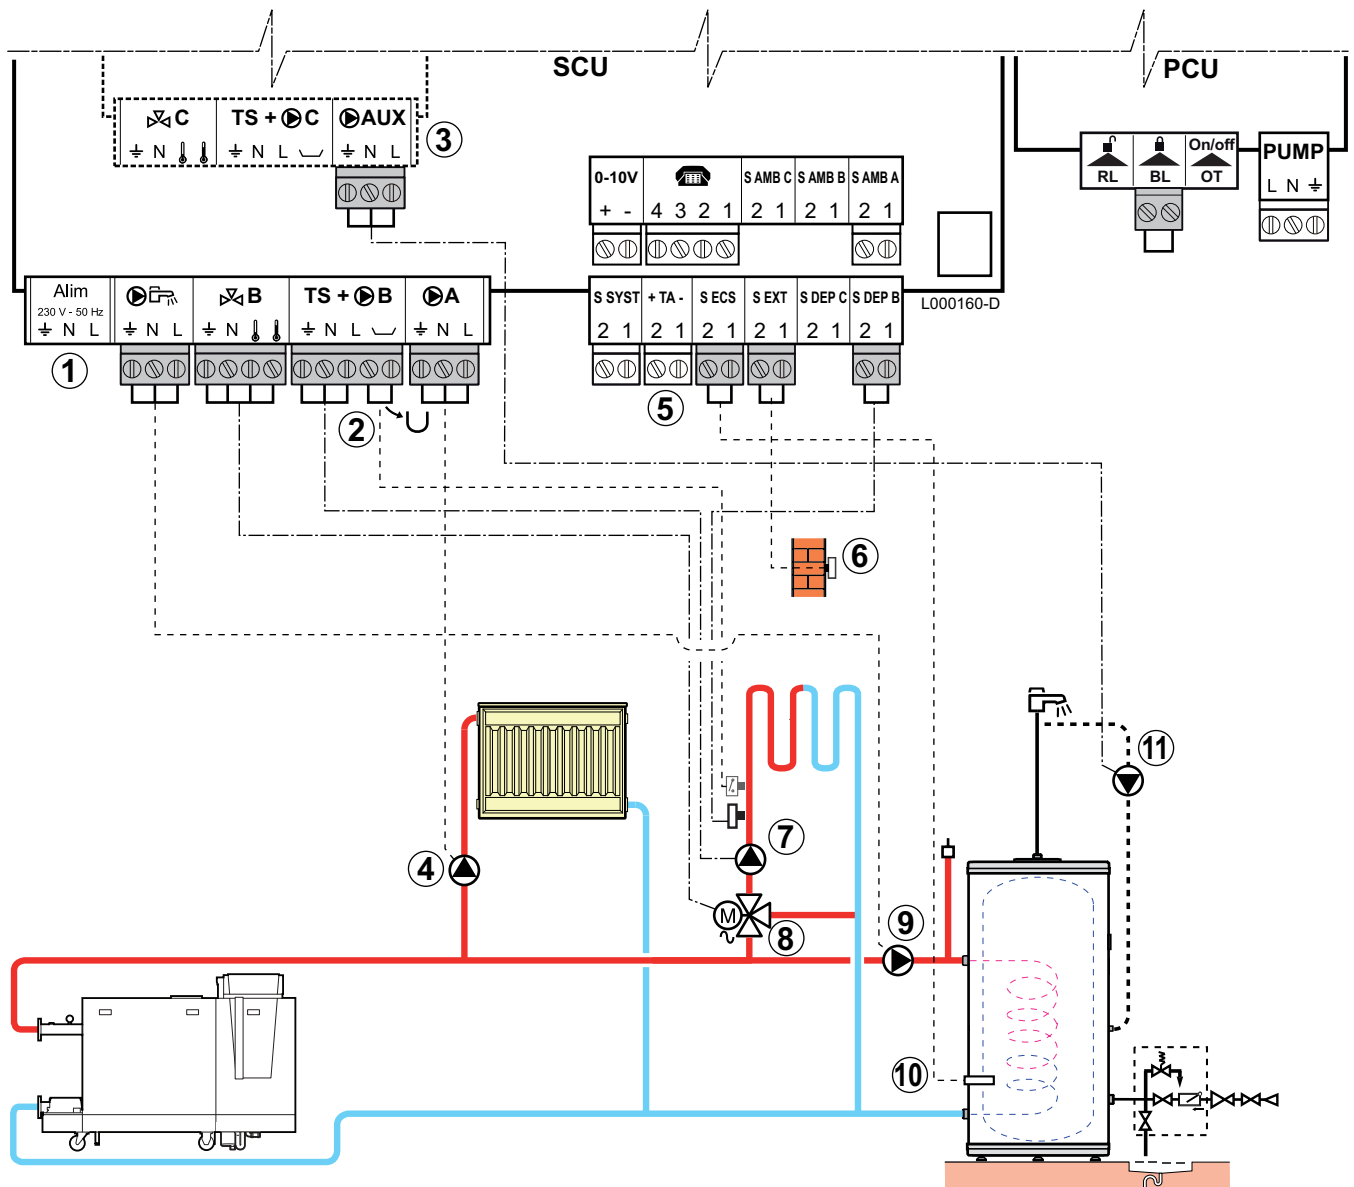 SCU
PCU
C
TS + C
AUX
N
N L
N L
3
0-10V
S AMB C
S AMB B
S AMB A
+ -
4 3 2 1
2 1
2 1
2 1
On/off
RL
BL
OT
PUMP
L N
L000160-D
Alim
230 V - 50 Hz
N L
N L
B
N
TS + B
N L
A
N L
1
2
S SYST
+ TA -
S ECS
S EXT
S DEP C
S DEP B
2 1
2 1
2 1
2 1
2 1
2 1
5
6
4
7
M
8
9
10
11